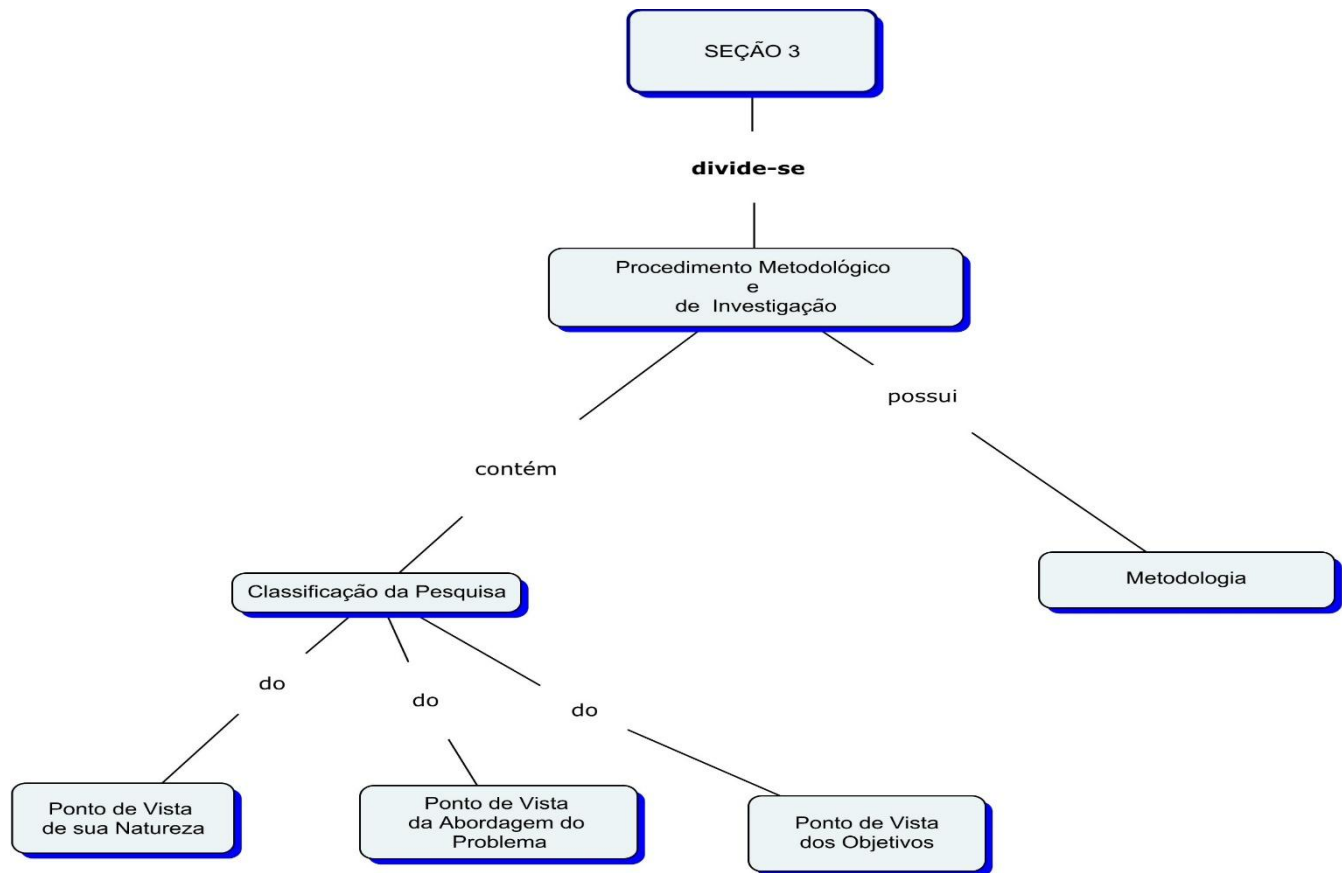 SEÇÃO 3
divide-se
Procedimento Metodológico
e
de Investigação
possui
contém
Metodologia
Classificação da Pesquisa
do
do
do
Ponto de Vista
de sua Natureza
Ponto de Vista
da Abordagem do
Problema
Ponto de Vista
dos Objetivos